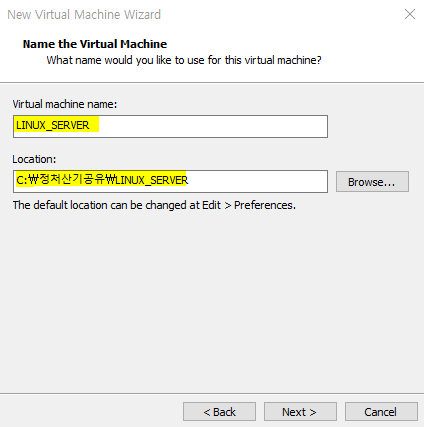 New Virtual Machine Wizard
Name the Virtual Machine
What name would you like to use for this virtual machine?
Virtual machine name:
LINUX_SERVER
Location:
C:₩정처산기공유₩LINUX_SERVER
Browse...
The default location can be changed at Edit > Preferences.
< Back
Next >
Cancel